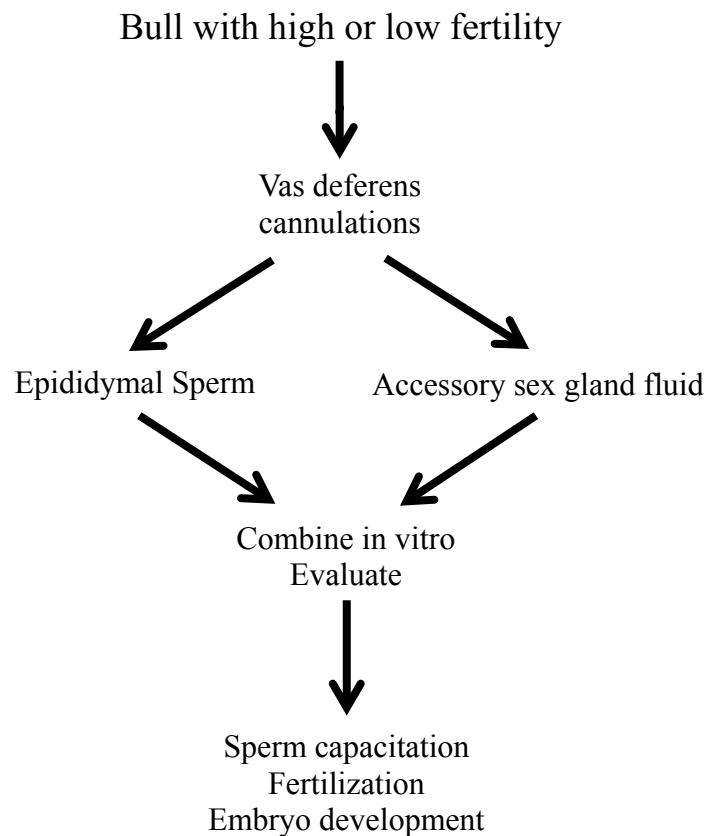 Bull with high or low fertility
Vas deferens
cannulations
Epididymal Sperm
Accessory sex gland fluid
Combine in vitro
Evaluate
Sperm capacitation
Fertilization
Embryo development